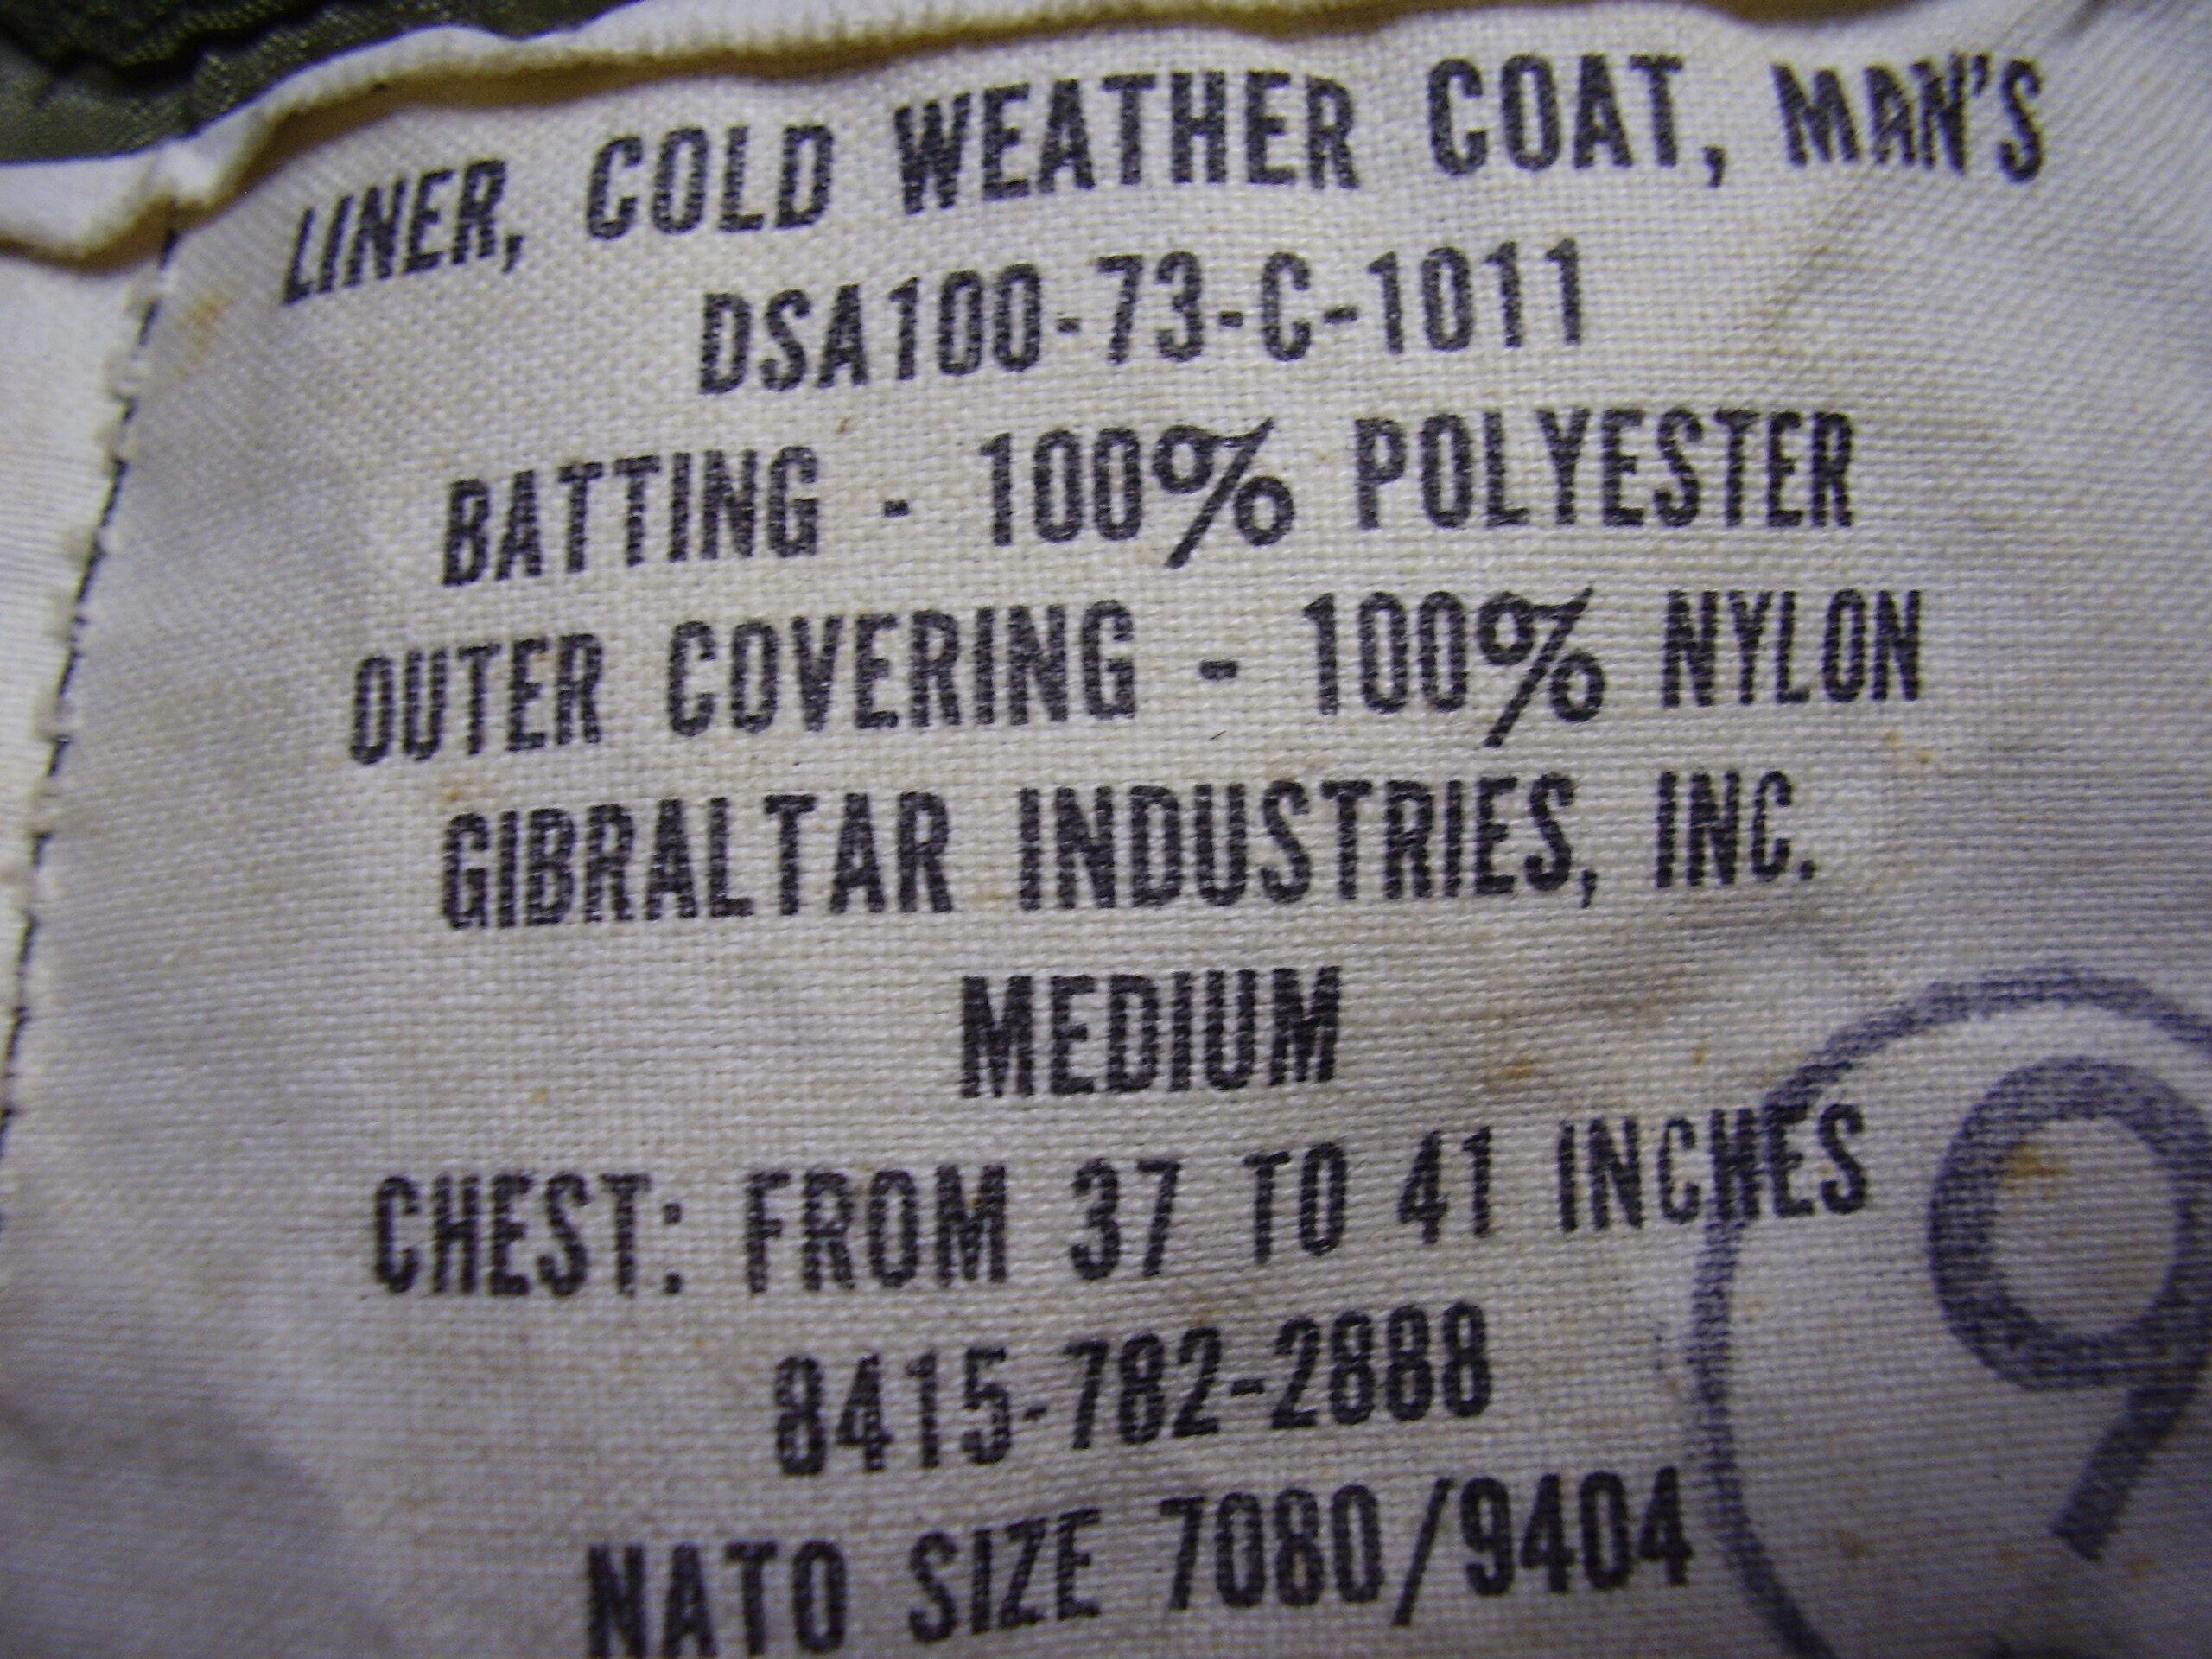 LINER, COLD WEATHER COAT, MAN'S
DSA100-73-C-1011
BATTING - 100% POLYESTER
OUTER COVERING - 100% NYLON
GIBRALTAR INDUSTRIES, INC.
MEDIUM
CHEST: FROM 37 TO 41 INCHES
8415-782-2888
NATO SIZE 7080/9404
9